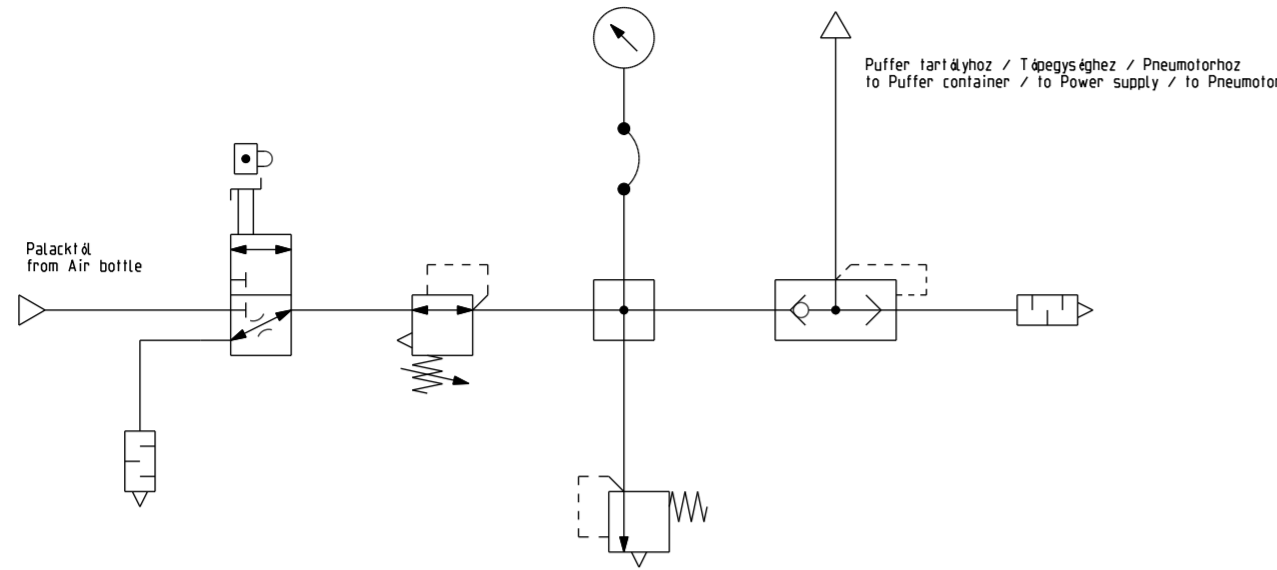 Palacktól
from Air bottle
Puffer tartályhoz / Tápegységhez / Pneumotorhoz
to Puffer container / to Power supply / to Pneumotor